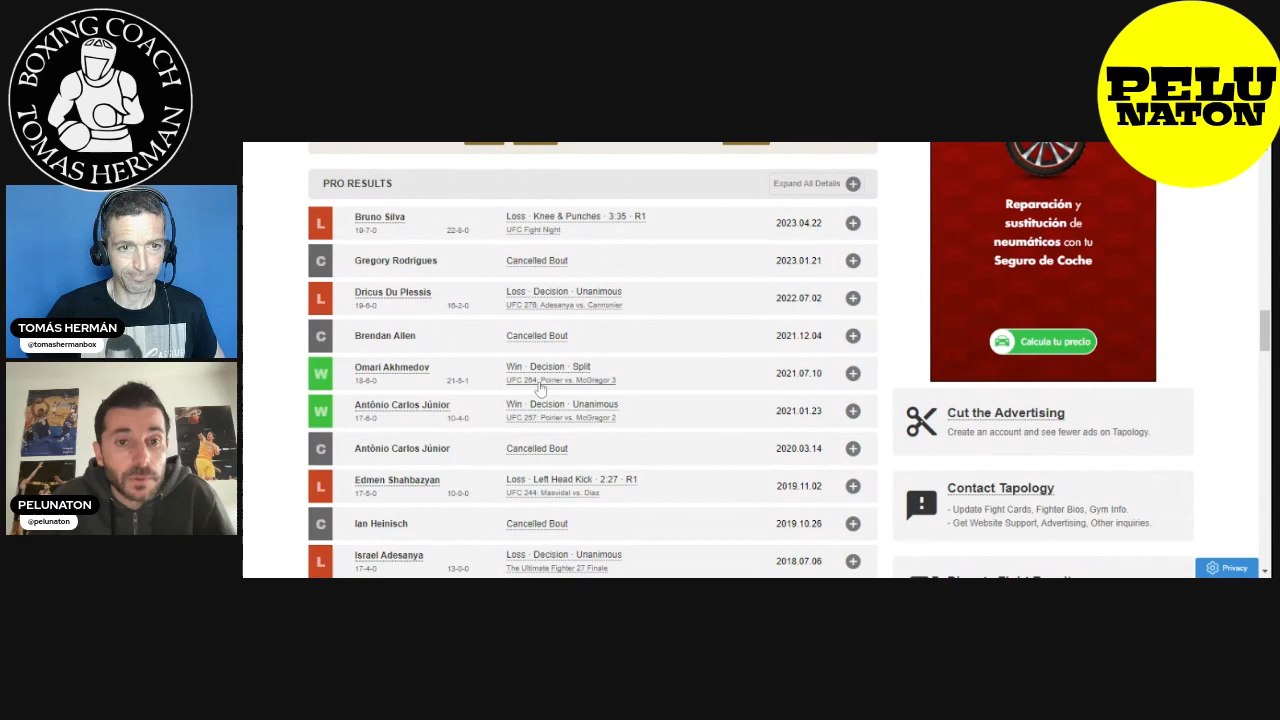 BOXING COACH
TOMAS HERMAN
PELU
NATON
TOMÁS HERMÁN
@tomashermanbox
PELUNATON
@pelunaton
PRO RESULTS
Expand All Details
L
Bruno Silva
19-7-0
22-8-0
Loss · Knee & Punches · 3:35 · R1
UFC Fight Night
2023.04.22
C
Gregory Rodrigues
Cancelled Bout
2023.01.21
L
Dricus Du Plessis
19-6-0
16-2-0
Loss · Decision · Unanimous
UFC 276: Adesanya vs. Cannonier
2022.07.02
C
Brendan Allen
Cancelled Bout
2021.12.04
W
Omari Akhmedov
18-6-0
21-5-1
Win · Decision · Split
UFC 264: Poirier vs. McGregor 3
2021.07.10
W
Antônio Carlos Júnior
17-6-0
10-4-0
Win · Decision · Unanimous
UFC 257: Poirier vs. McGregor 2
2021.01.23
C
Antônio Carlos Júnior
Cancelled Bout
2020.03.14
L
Edmen Shahbazyan
17-5-0
10-0-0
Loss · Left Head Kick · 2:27 · R1
UFC 244: Masvidal vs. Diaz
2019.11.02
C
Ian Heinisch
Cancelled Bout
2019.10.26
L
Israel Adesanya
17-4-0
13-0-0
Loss · Decision · Unanimous
The Ultimate Fighter 27 Finale
2018.07.06
Reparación y
sustitución de
neumáticos con tu
Seguro de Coche
Calcula tu precio
Cut the Advertising
Create an account and see fewer ads on Tapology.
Contact Tapology
- Update Fight Cards, Fighter Bios, Gym Info.
- Get Website Support, Advertising, Other inquiries.
Privacy